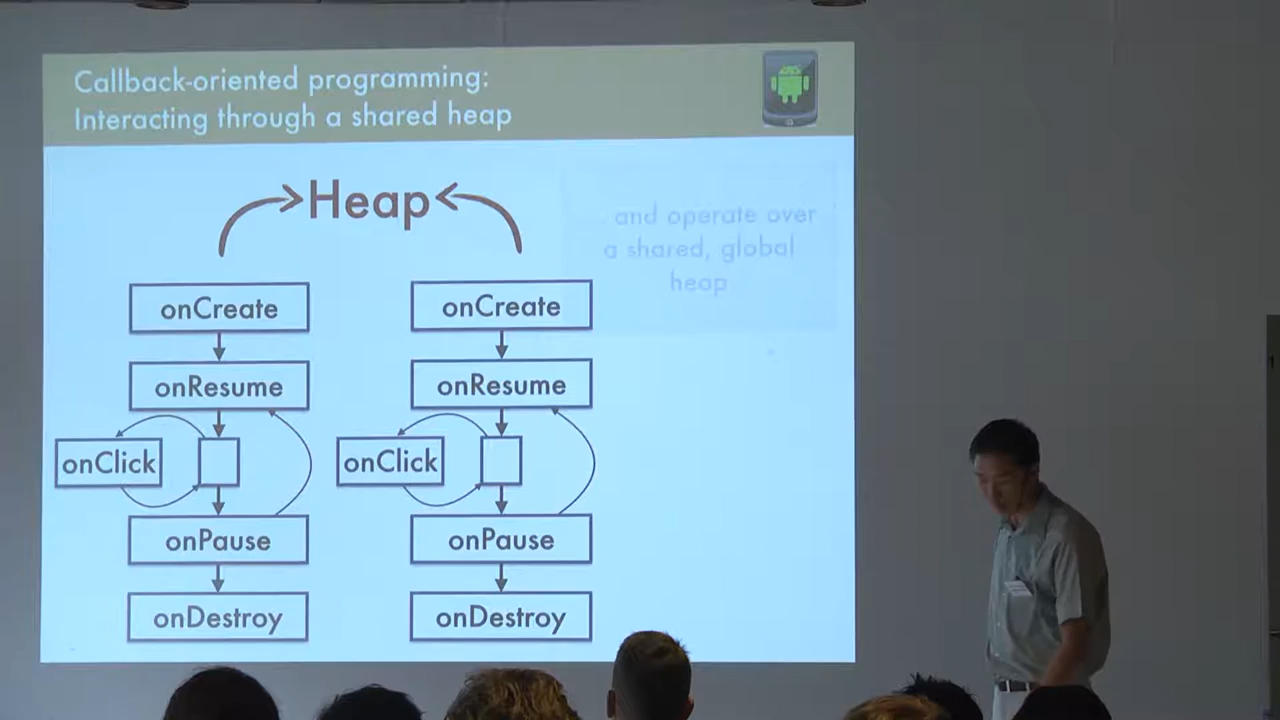 Callback-oriented programming:
Interacting through a shared heap
Heap
and operate over
a shared, global
heap
onCreate
onResume
onClick
onPause
onDestroy
onCreate
onResume
onClick
onPause
onDestroy